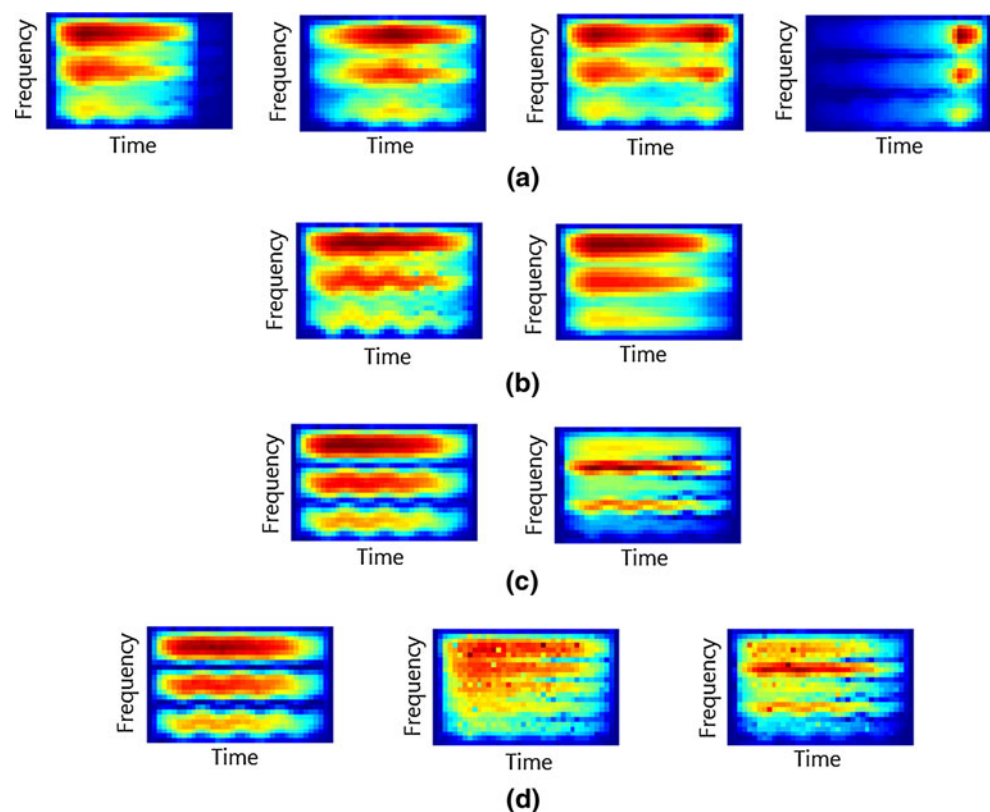 Frequency Frequency Frequency Frequency
Time Time Time Time
(a)
Frequency Frequency
Time Time
(b)
Frequency Frequency
Time Time
(c)
Frequency Frequency Frequency
Time Time Time
(d)